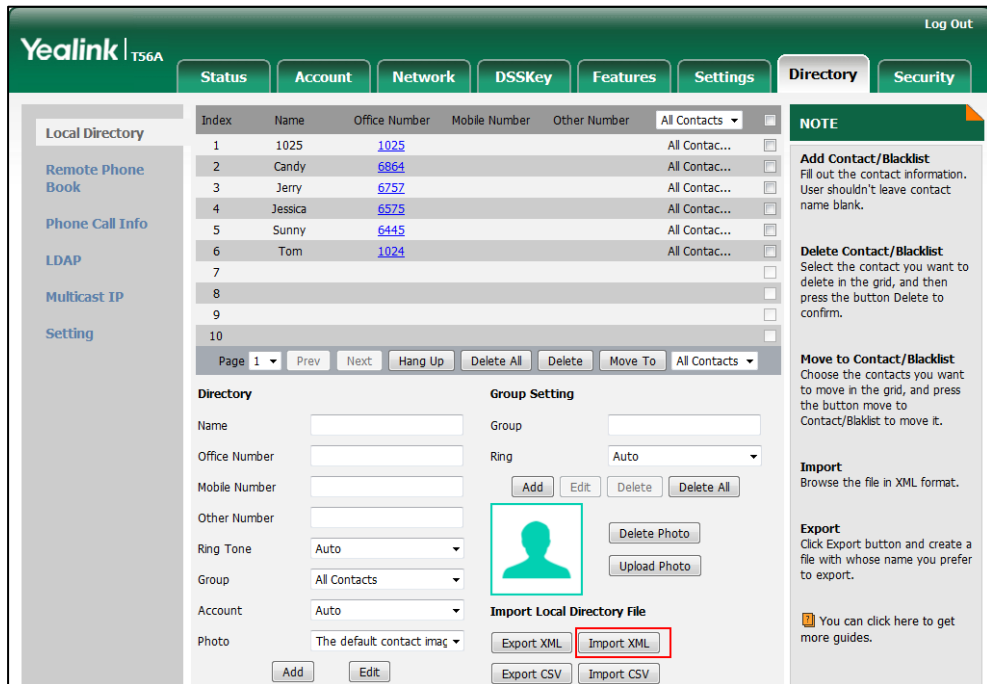 Log Out
Yealink | T56A
Status Account Network DSSKey Features Settings Directory Security
Local Directory
Remote Phone
Book
Phone Call Info
LDAP
Multicast IP
Setting
Index Name Office Number Mobile Number Other Number All Contacts
1 1025 1025 All Contac...
2 Candy 6864 All Contac...
3 Jerry 6757 All Contac...
4 Jessica 6575 All Contac...
5 Sunny 6445 All Contac...
6 Tom 1024 All Contac...
7
8
9
10
Page 1 Prev Next Hang Up Delete All Delete Move To All Contacts
Directory
Name
Office Number
Mobile Number
Other Number
Ring Tone Auto
Group All Contacts
Account Auto
Photo The default contact imag
Add Edit
Group Setting
Group
Ring Auto
Add Edit Delete Delete All
Delete Photo
Upload Photo
Import Local Directory File
Export XML Import XML
Export CSV Import CSV
NOTE
Add Contact/Blacklist
Fill out the contact information.
User shouldn't leave contact
name blank.
Delete Contact/Blacklist
Select the contact you want to
delete in the grid, and then
press the button Delete to
confirm.
Move to Contact/Blacklist
Choose the contacts you want
to move in the grid, and press
the button move to
Contact/Blaklist to move it.
Import
Browse the file in XML format.
Export
Click Export button and create a
file with whose name you prefer
to export.
You can click here to get
more guides.